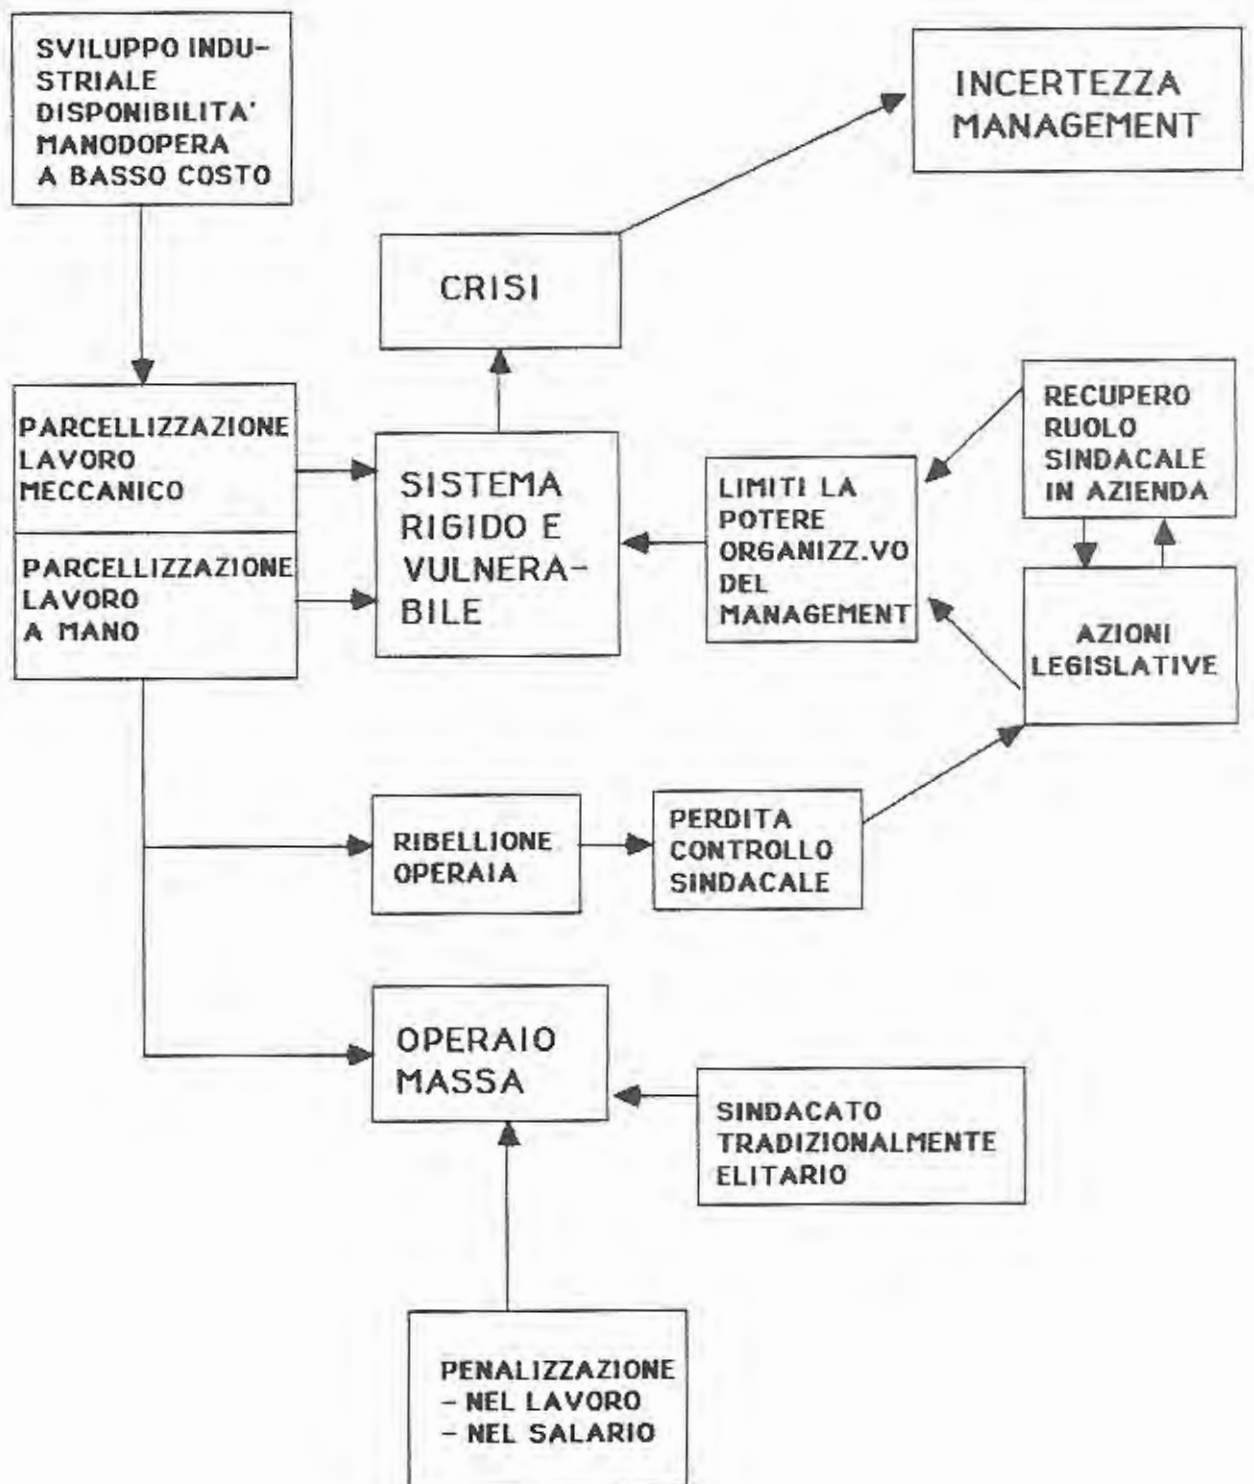 SVILUPPO INDU-
STRIALE
DISPONIBILITA'
MANODOPERA
A BASSO COSTO
INCERTEZZA
MANAGEMENT
CRISI
PARCELLIZZAZIONE
LAVORO
MECCANICO
PARCELLIZZAZIONE
LAVORO
A MANO
SISTEMA
RIGIDO E
VULNERA-
BILE
LIMITI LA
POTERE
ORGANIZZ.VO
DEL
MANAGEMENT
RECUPERO
RUOLO
SINDACALE
IN AZIENDA
AZIONI
LEGISLATIVE
RIBELLIONE
OPERAIA
PERDITA
CONTROLLO
SINDACALE
OPERAIO
MASSA
SINDACATO
TRADIZIONALMENTE
ELITARIO
PENALIZZAZIONE
- NEL LAVORO
- NEL SALARIO